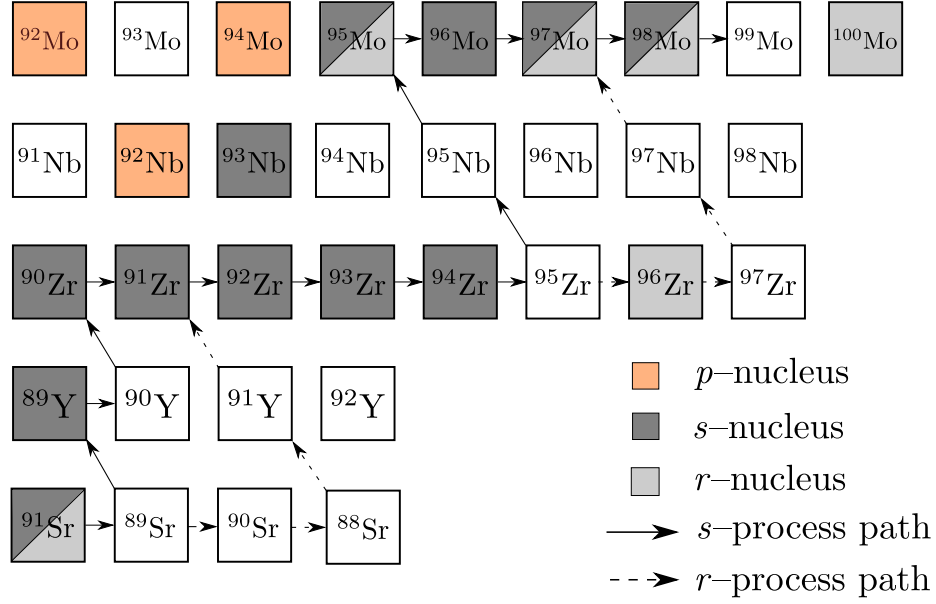 ⁹²Mo ⁹³Mo ⁹⁴Mo ⁹⁵Mo ⁹⁶Mo ⁹⁷Mo ⁹⁸Mo ⁹⁹Mo ¹⁰⁰Mo
⁹¹Nb ⁹²Nb ⁹³Nb ⁹⁴Nb ⁹⁵Nb ⁹⁶Nb ⁹⁷Nb ⁹⁸Nb
⁹⁰Zr ⁹¹Zr ⁹²Zr ⁹³Zr ⁹⁴Zr ⁹⁵Zr ⁹⁶Zr ⁹⁷Zr
⁸⁹Y ⁹⁰Y ⁹¹Y ⁹²Y
⁹¹Sr ⁸⁹Sr ⁹⁰Sr ⁸⁸Sr
p–nucleus
s–nucleus
r–nucleus
s–process path
r–process path